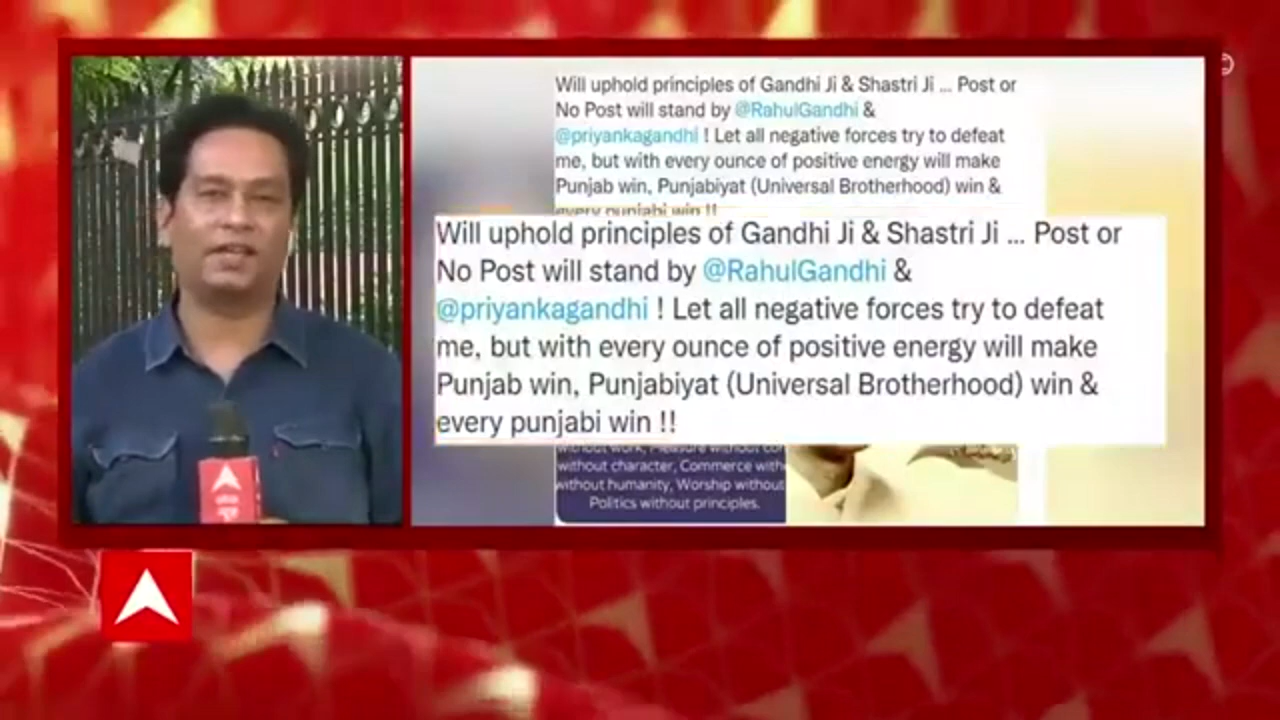 Will uphold principles of Gandhi Ji & Shastri Ji ... Post or
No Post will stand by @RahulGandhi &
@priyankagandhi ! Let all negative forces try to defeat
me, but with every ounce of positive energy will make
Punjab win, Punjabiyat (Universal Brotherhood) win &
every punjabi win !!
Will uphold principles of Gandhi Ji & Shastri Ji ... Post or
No Post will stand by @RahulGandhi &
@priyankagandhi ! Let all negative forces try to defeat
me, but with every ounce of positive energy will make
Punjab win, Punjabiyat (Universal Brotherhood) win &
every punjabi win !!
without work, Pleasure without
without character, Commerce
without humanity, Worship without
Politics without principles.